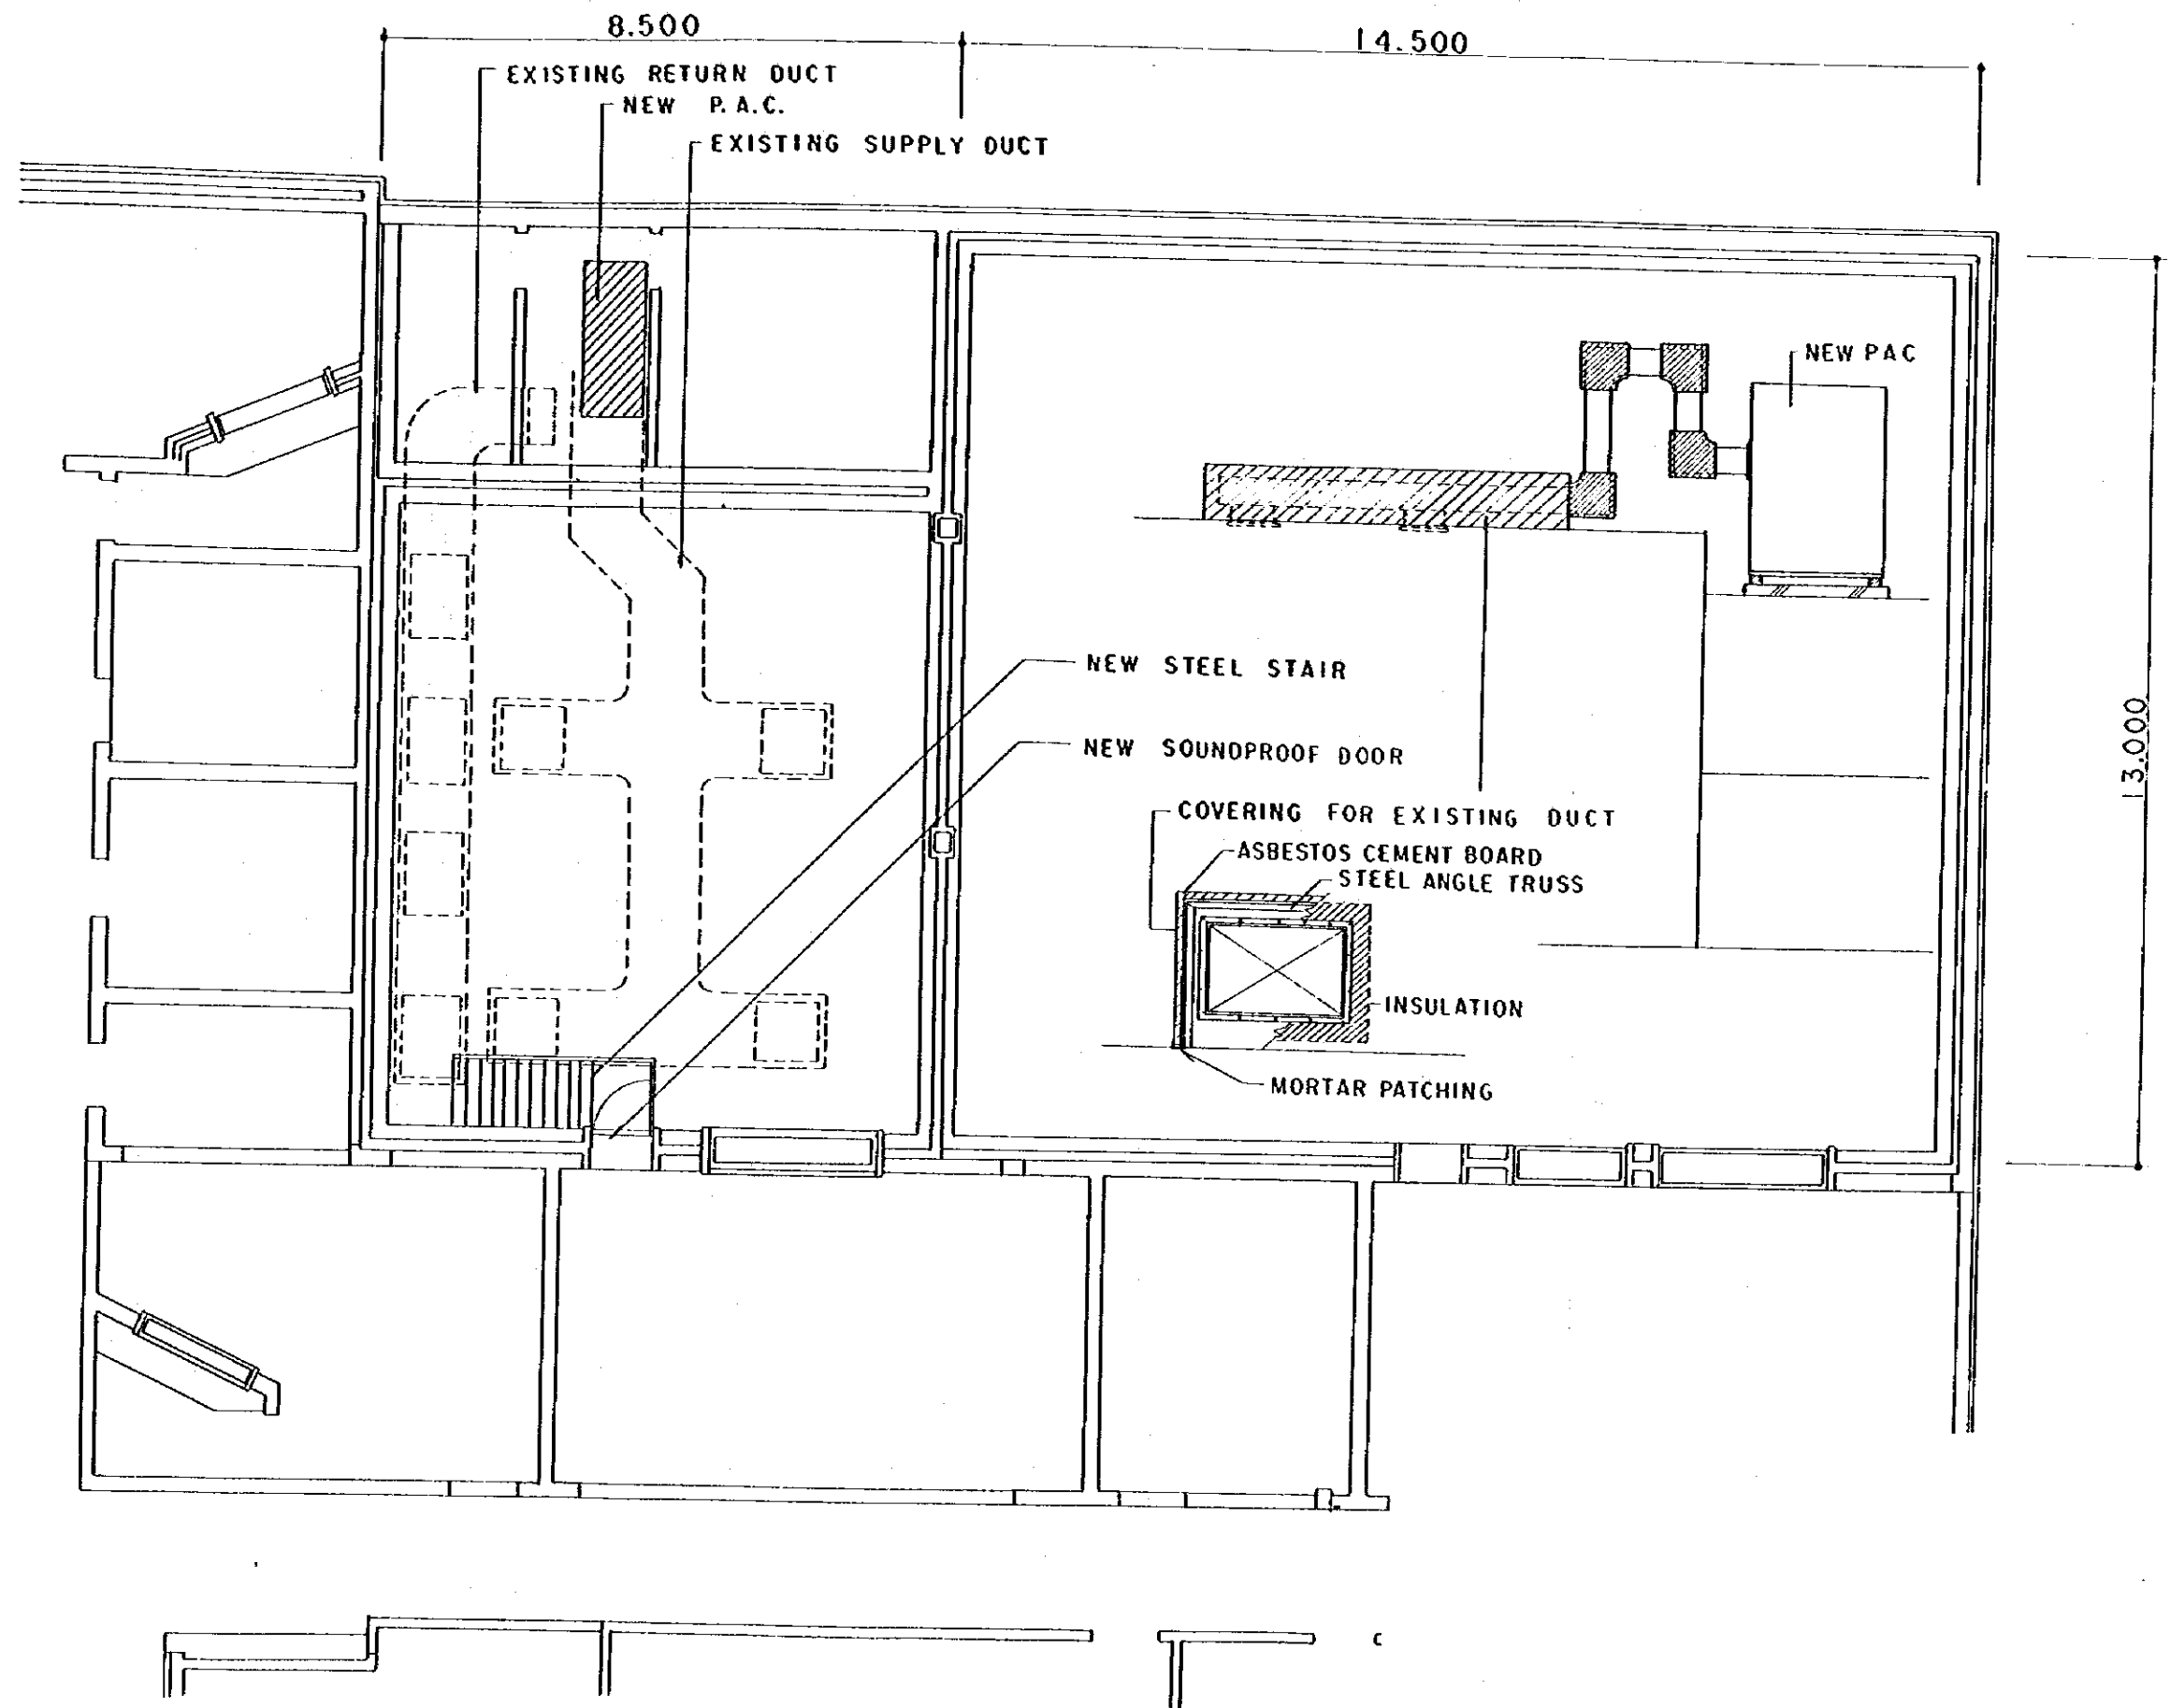 8.500
14.500
EXISTING RETURN DUCT
NEW P.A.C.
EXISTING SUPPLY DUCT
NEW PAC
NEW STEEL STAIR
NEW SOUNDPROOF DOOR
13.000
COVERING FOR EXISTING DUCT
ASBESTOS CEMENT BOARD
STEEL ANGLE TRUSS
INSULATION
MORTAR PATCHING
C